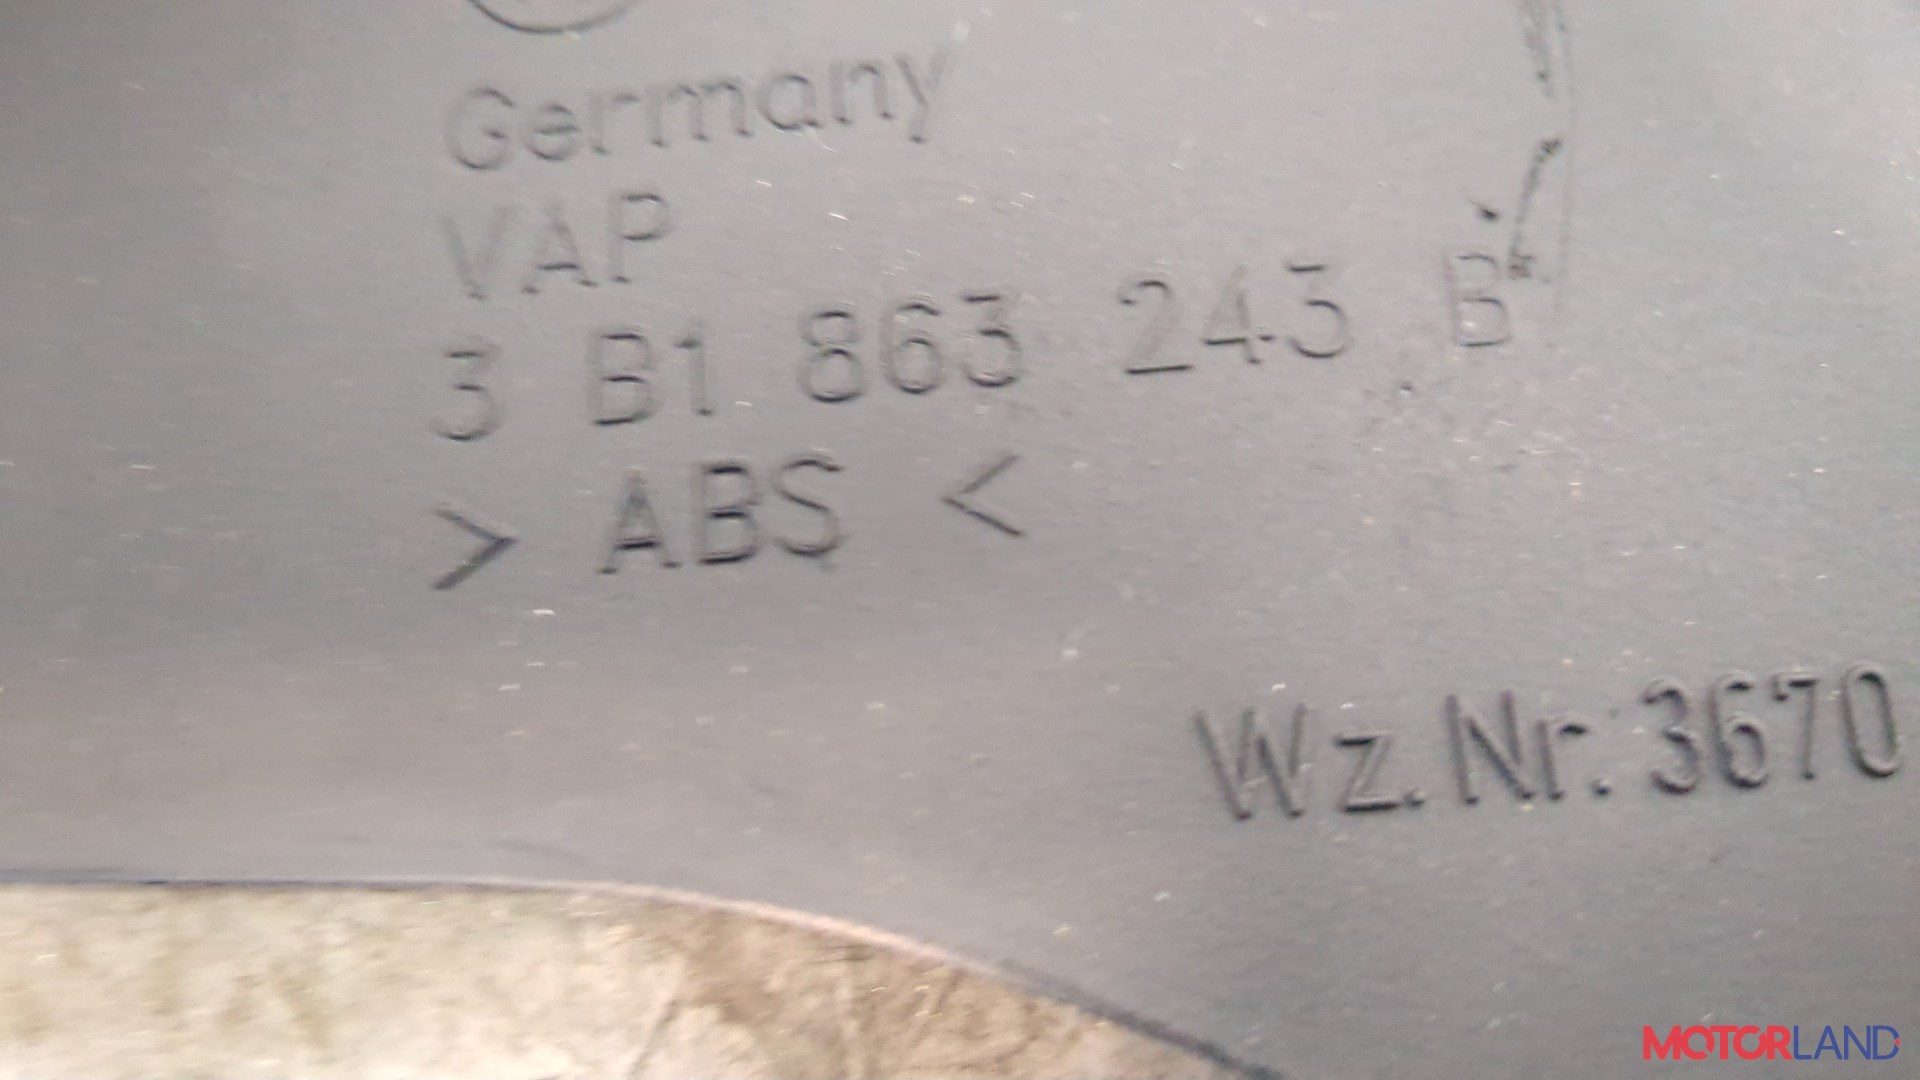 Germany
VAP
3 B1 863 243 B
> ABS <
Wz.Nr.:3670
MOTORLAND